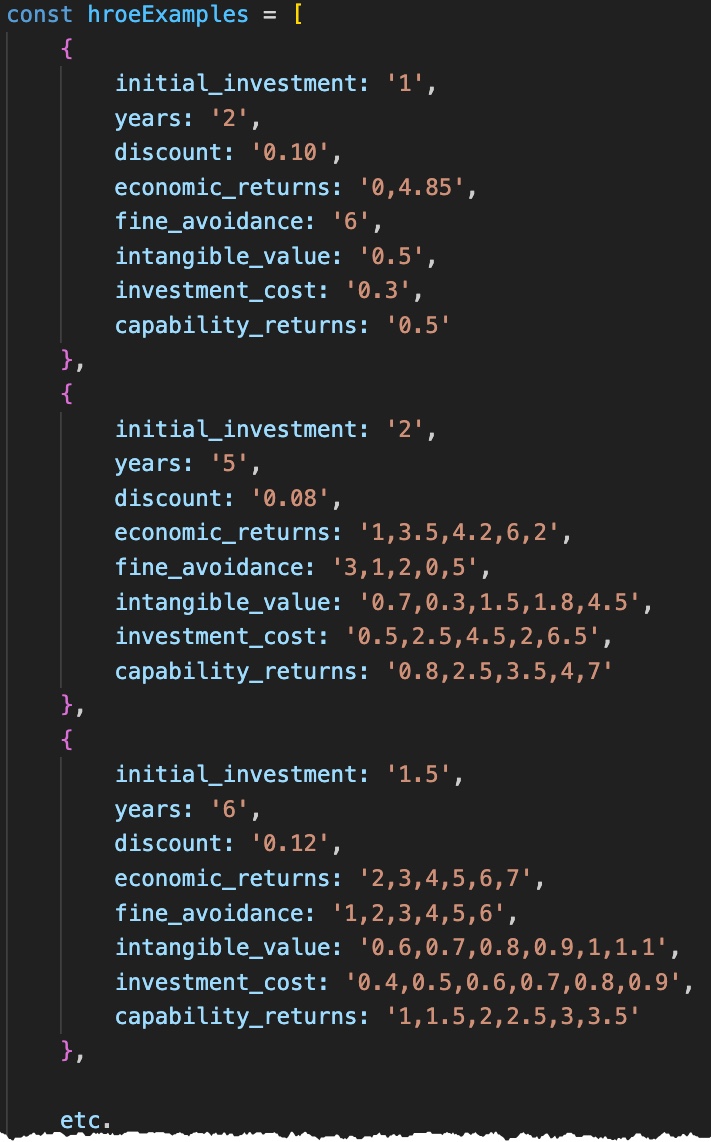 const hroeExamples = [
    {
        initial_investment: '1',
        years: '2',
        discount: '0.10',
        economic_returns: '0,4.85',
        fine_avoidance: '6',
        intangible_value: '0.5',
        investment_cost: '0.3',
        capability_returns: '0.5'
    },
    {
        initial_investment: '2',
        years: '5',
        discount: '0.08',
        economic_returns: '1,3.5,4.2,6,2',
        fine_avoidance: '3,1,2,0,5',
        intangible_value: '0.7,0.3,1.5,1.8,4.5',
        investment_cost: '0.5,2.5,4.5,2,6.5',
        capability_returns: '0.8,2.5,3.5,4,7'
    },
    {
        initial_investment: '1.5',
        years: '6',
        discount: '0.12',
        economic_returns: '2,3,4,5,6,7',
        fine_avoidance: '1,2,3,4,5,6',
        intangible_value: '0.6,0.7,0.8,0.9,1,1.1',
        investment_cost: '0.4,0.5,0.6,0.7,0.8,0.9',
        capability_returns: '1,1.5,2,2.5,3,3.5'
    },
    etc.